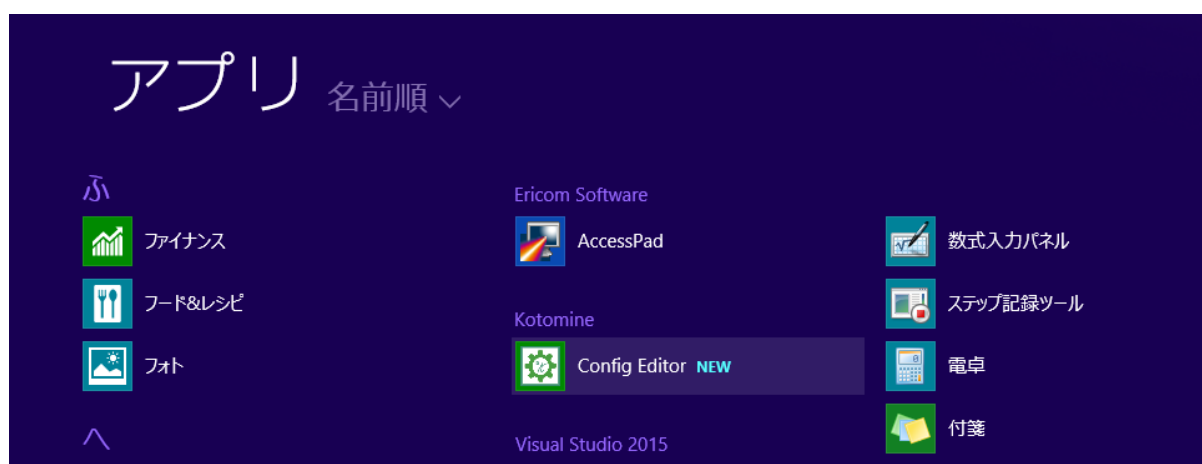 アプリ 名前順
ふ
ファイナンス
フード&レシピ
フォト
へ
Ericom Software
AccessPad
Kotomine
Config Editor NEW
Visual Studio 2015
数式入力パネル
ステップ記録ツール
電卓
付箋